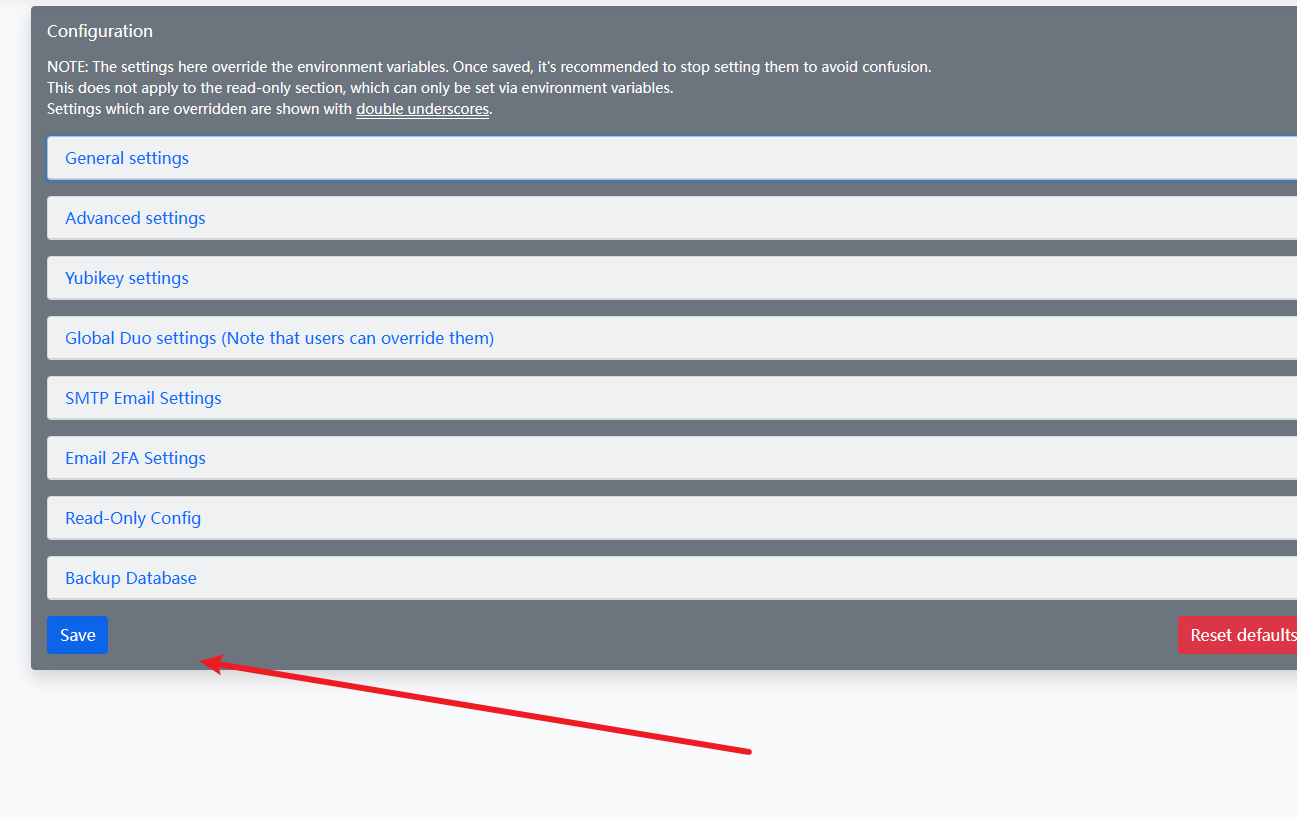 Configuration
NOTE: The settings here override the environment variables. Once saved, it's recommended to stop setting them to avoid confusion.
This does not apply to the read-only section, which can only be set via environment variables.
Settings which are overridden are shown with double underscores.
General settings
Advanced settings
Yubikey settings
Global Duo settings (Note that users can override them)
SMTP Email Settings
Email 2FA Settings
Read-Only Config
Backup Database
Save
Reset defaults